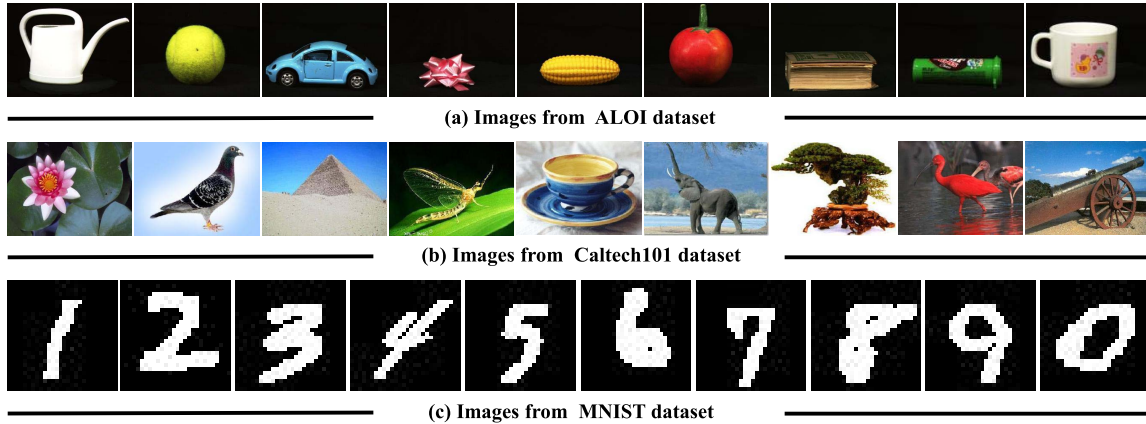 (a) Images from ALOI dataset
(b) Images from Caltech101 dataset
1 2 3 4 5 6 7 8 9 0
(c) Images from MNIST dataset